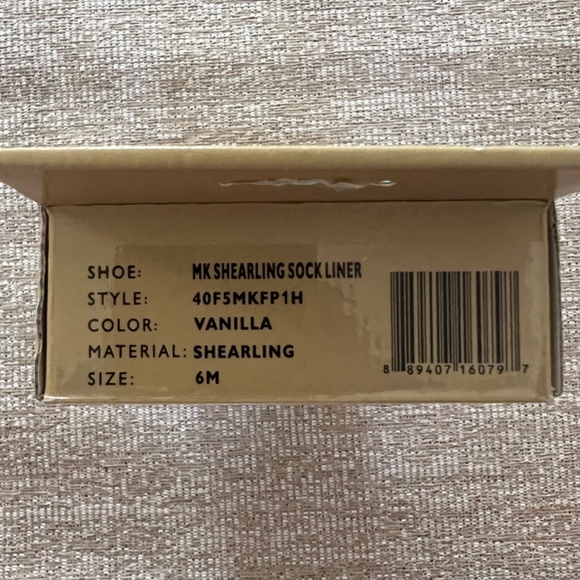 SHOE: MK SHEARLING SOCK LINER
STYLE: 40F5MKFP1H
COLOR: VANILLA
MATERIAL: SHEARLING
SIZE: 6M
8 89407 16079 7